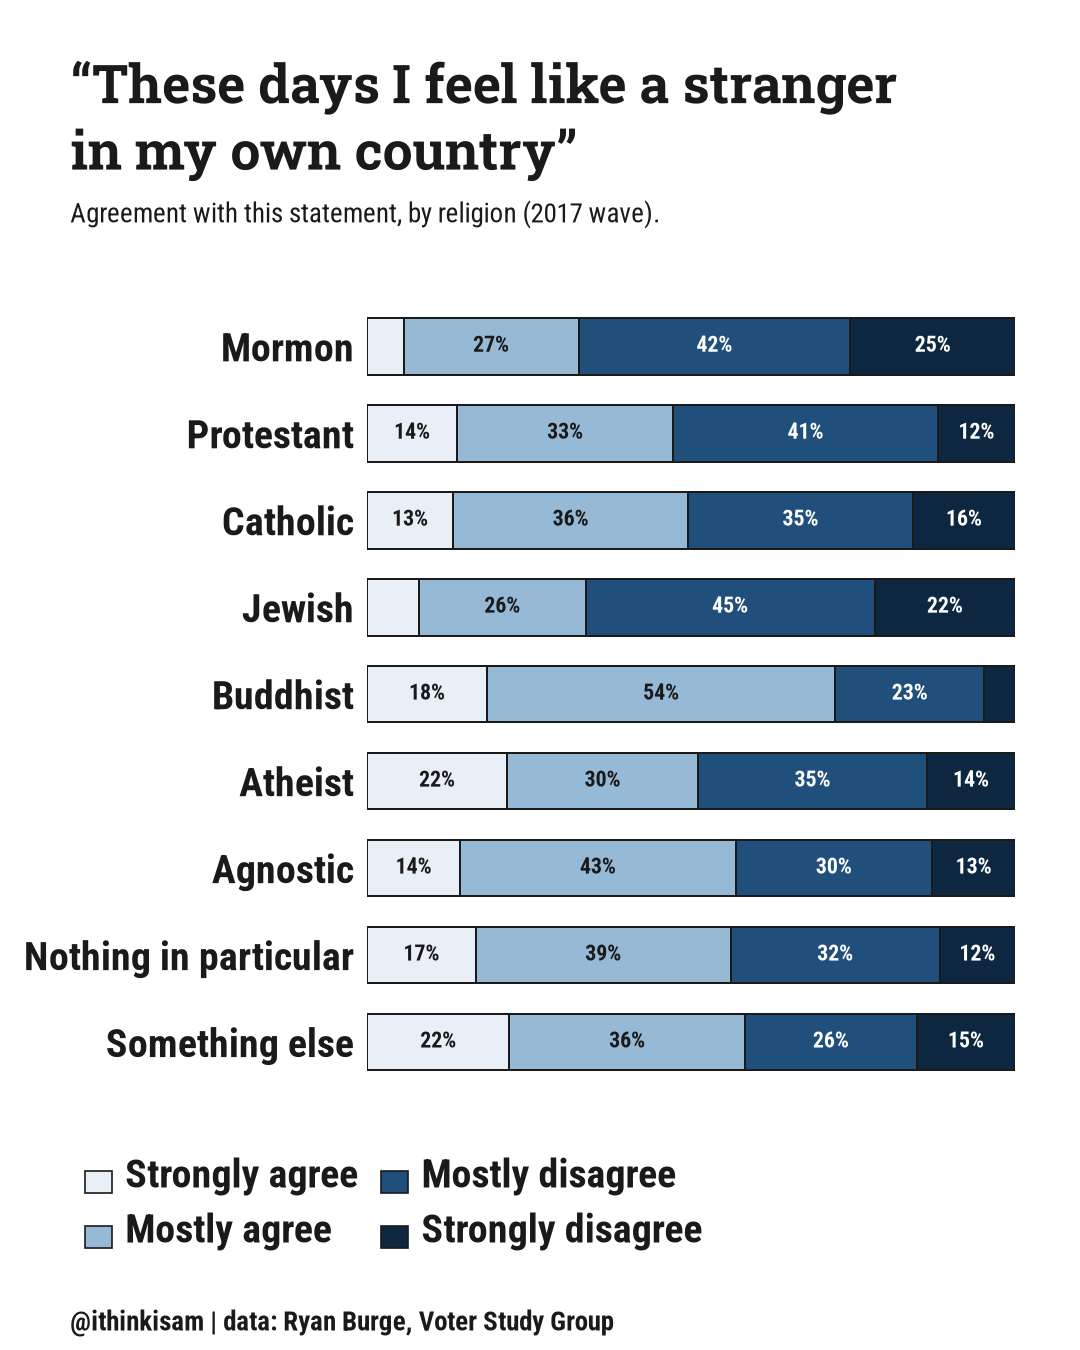 “These days I feel like a stranger
in my own country”
Agreement with this statement, by religion (2017 wave).
Mormon 27% 42% 25%
Protestant 14% 33% 41% 12%
Catholic 13% 36% 35% 16%
Jewish 26% 45% 22%
Buddhist 18% 54% 23%
Atheist 22% 30% 35% 14%
Agnostic 14% 43% 30% 13%
Nothing in particular 17% 39% 32% 12%
Something else 22% 36% 26% 15%
Strongly agree Mostly disagree
Mostly agree Strongly disagree
@ithinkisam | data: Ryan Burge, Voter Study Group